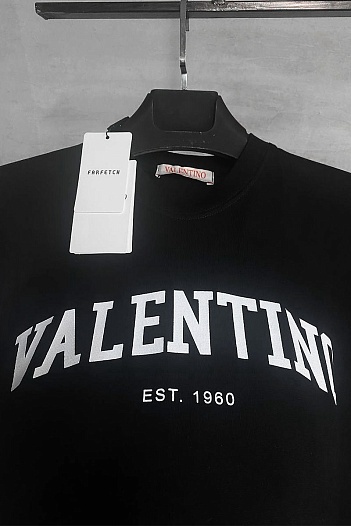 FARFETCH
VALENTINO
VALENTINO
EST. 1960